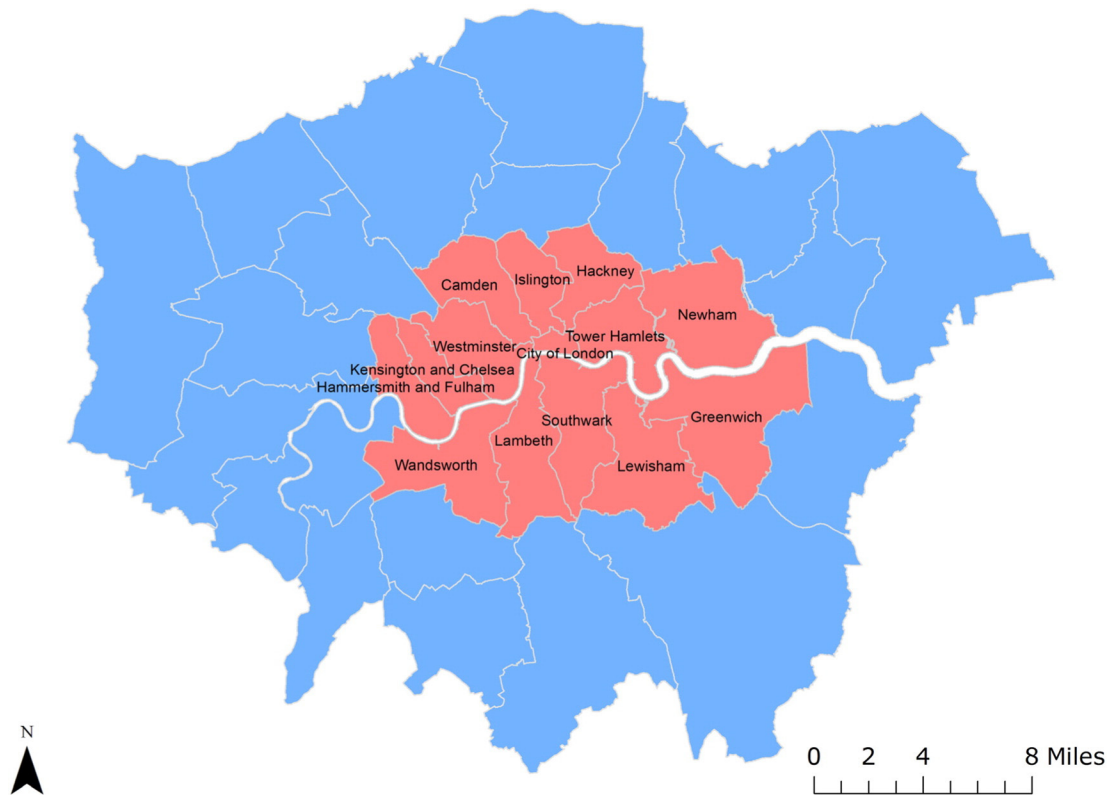 Camden
Islington
Hackney
Newham
Westminster
Tower Hamlets
City of London
Kensington and Chelsea
Hammersmith and Fulham
Greenwich
Southwark
Lambeth
Wandsworth
Lewisham
N
0 2 4 8 Miles